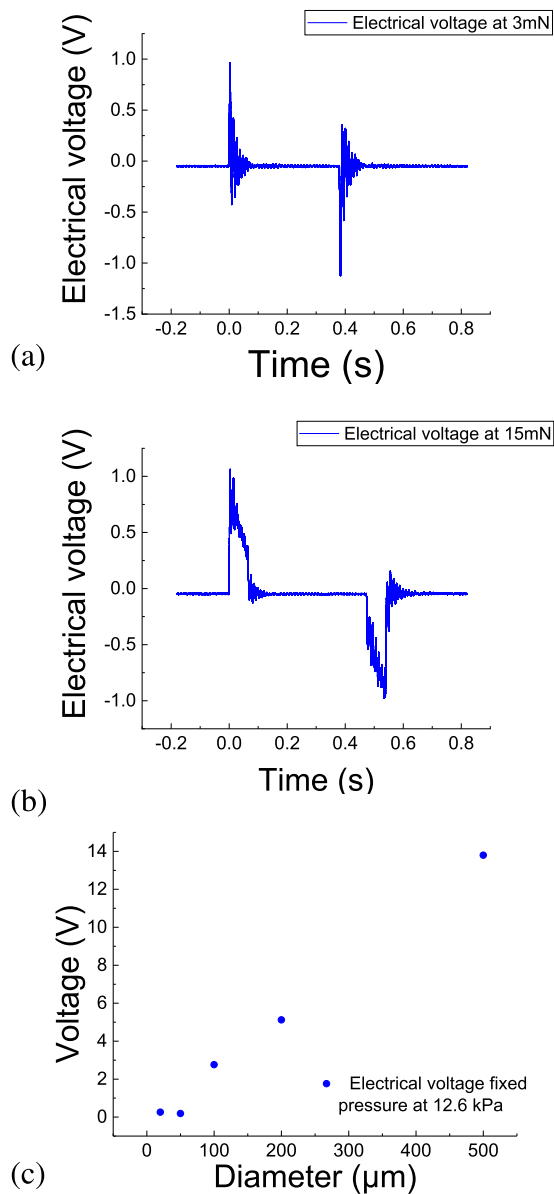 Electrical voltage at 3mN
Electrical voltage (V)
1.0
0.5
0.0
-0.5
-1.0
-1.5
-0.2 0.0 0.2 0.4 0.6 0.8
Time (s)
(a)
Electrical voltage at 15mN
Electrical voltage (V)
1.0
0.5
0.0
-0.5
-1.0
-0.2 0.0 0.2 0.4 0.6 0.8
Time (s)
(b)
Voltage (V)
14
12
10
8
6
4
2
0
Electrical voltage fixed
pressure at 12.6 kPa
0 100 200 300 400 500
Diameter (µm)
(c)